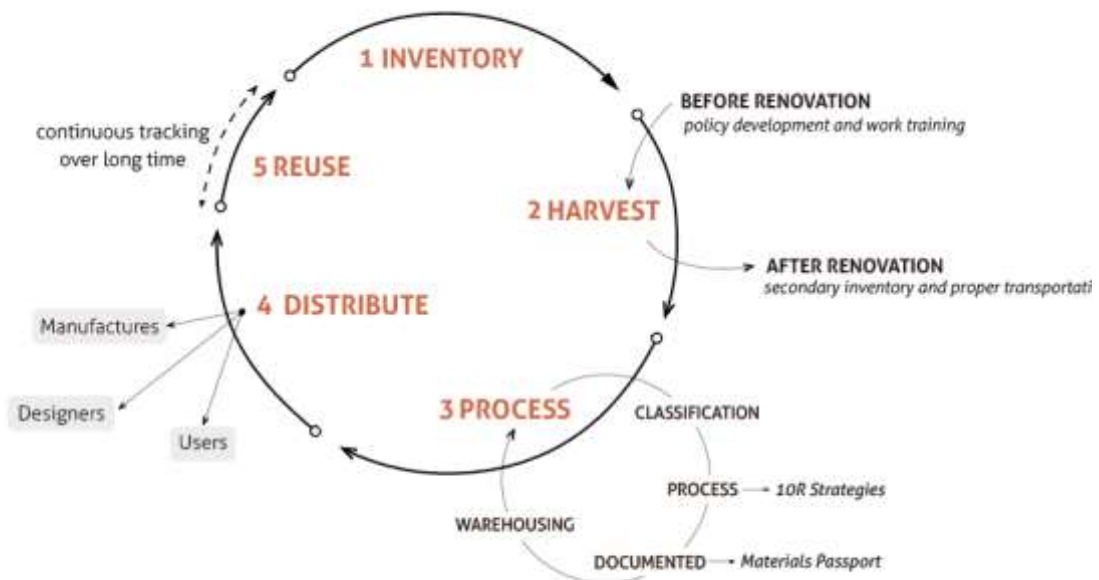 1 INVENTORY
BEFORE RENOVATION
policy development and work training
continuous tracking
over long time
5 REUSE
2 HARVEST
AFTER RENOVATION
secondary inventory and proper transportati
4 DISTRIBUTE
Manufactures
Designers
Users
3 PROCESS
CLASSIFICATION
PROCESS
10R Strategies
WAREHOUSING
DOCUMENTED
Materials Passport